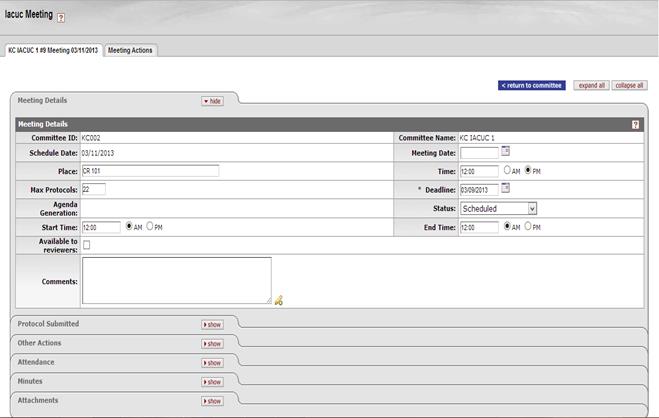 Iacuc Meeting ?
KC IACUC 1 #9 Meeting 03/11/2013 Meeting Actions
< return to committee expand all collapse all
Meeting Details hide
Meeting Details ?
Committee ID: KC002 Committee Name: KC IACUC 1
Schedule Date: 03/11/2013 Meeting Date:
Place: CR 101 Time: 12:00 AM PM
Max Protocols: 22 * Deadline: 03/09/2013
Agenda Generation: Status: Scheduled
Start Time: 12:00 AM PM End Time: 12:00 AM PM
Available to reviewers:
Comments:
Protocol Submitted show
Other Actions show
Attendance show
Minutes show
Attachments show